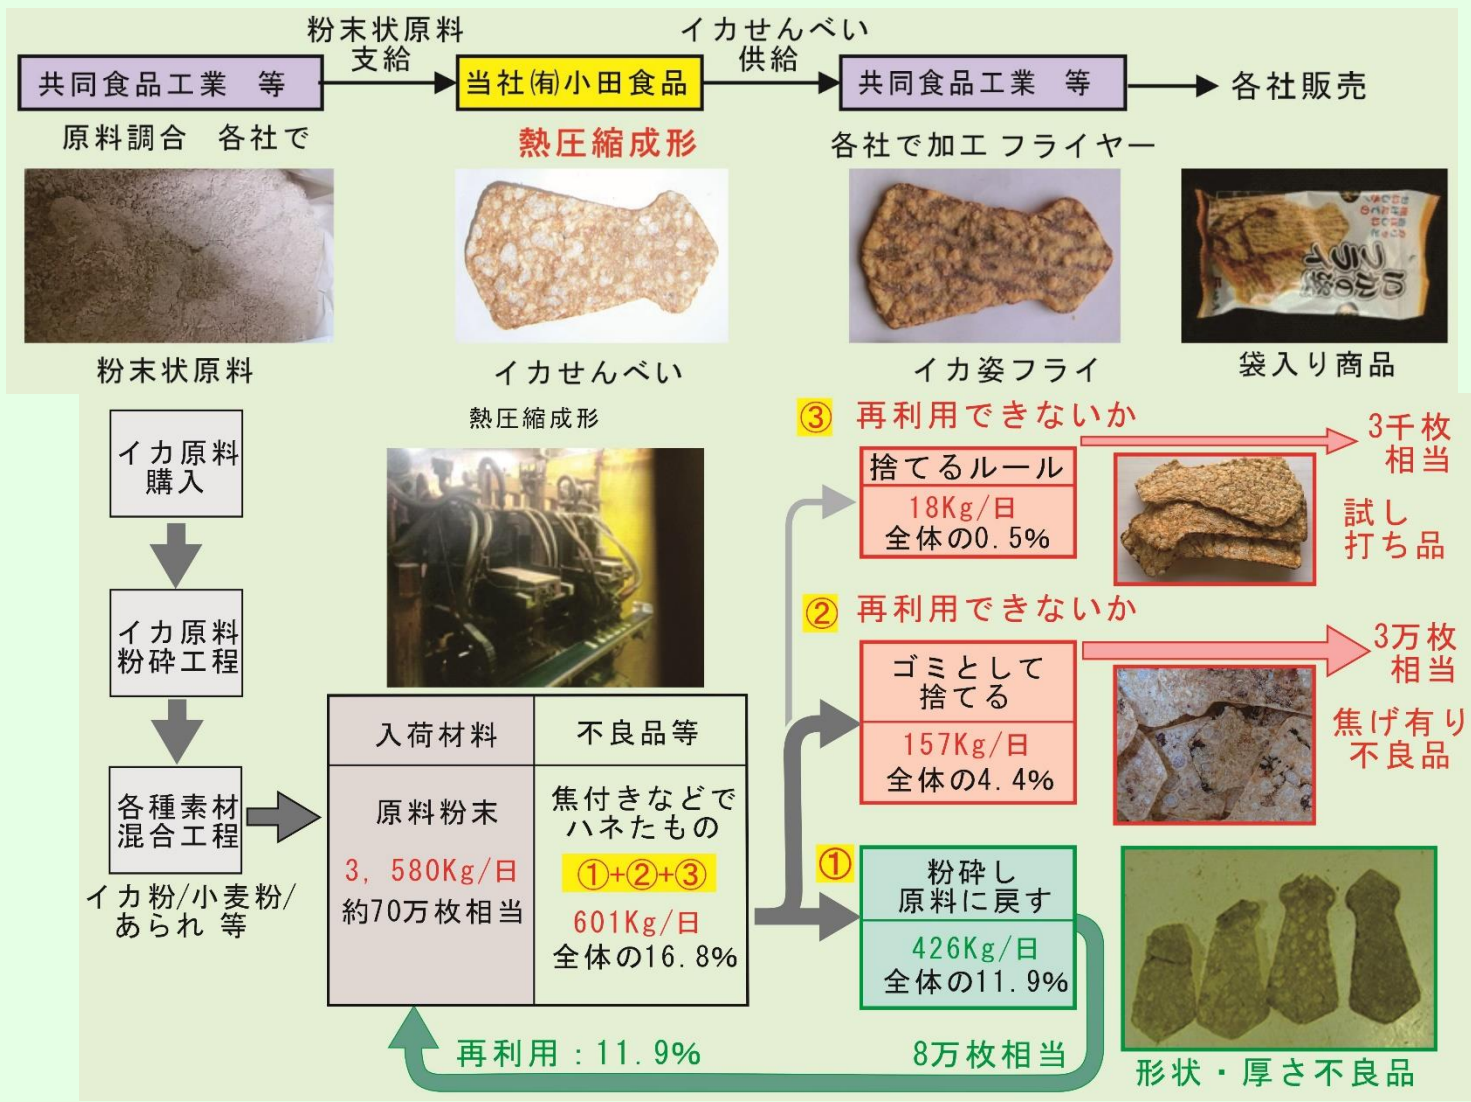 粉末状原料
支給
イカせんべい
供給
共同食品工業 等
当社㈲小田食品
共同食品工業 等
各社販売
原料調合 各社で
熱圧縮成形
各社で加工 フライヤー
粉末状原料
イカせんべい
イカ姿フライ
袋入り商品
イカ原料
購入
イカ原料
粉砕工程
各種素材
混合工程
イカ粉/小麦粉/
あられ 等
熱圧縮成形
入荷材料
原料粉末
3, 580Kg/日
約70万枚相当
不良品等
焦付きなどで
ハネたもの
①+②+③
601Kg/日
全体の16.8%
③ 再利用できないか
捨てるルール
18Kg/日
全体の0.5%
3千枚
相当
試し
打ち品
② 再利用できないか
ゴミとして
捨てる
157Kg/日
全体の4.4%
3万枚
相当
焦げ有り
不良品
①
粉砕し
原料に戻す
426Kg/日
全体の11.9%
再利用:11.9%
8万枚相当
形状・厚さ不良品